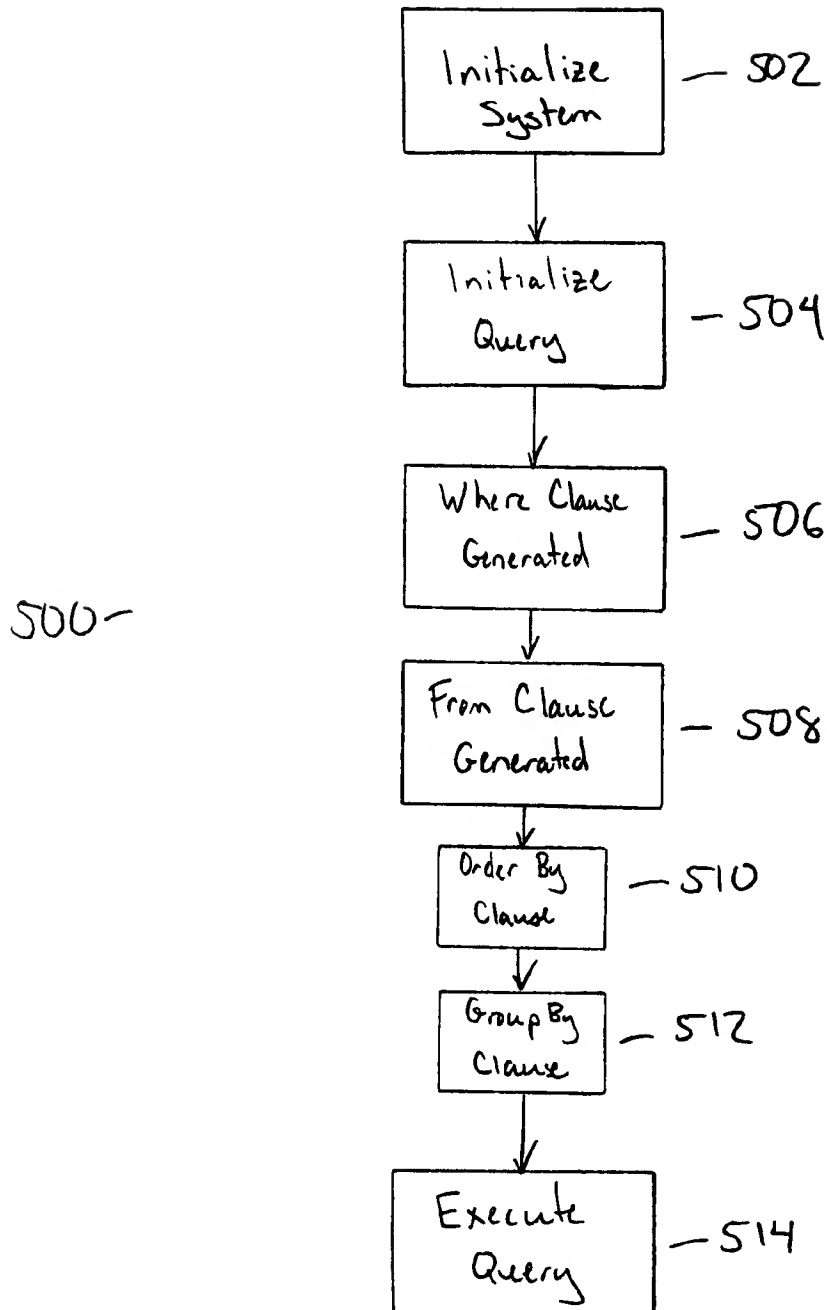 Initialize
System
502
Initialize
Query
504
Where Clause
Generated
506
500
From Clause
Generated
508
Order By
Clause
510
Group By
Clause
512
Execute
Query
514